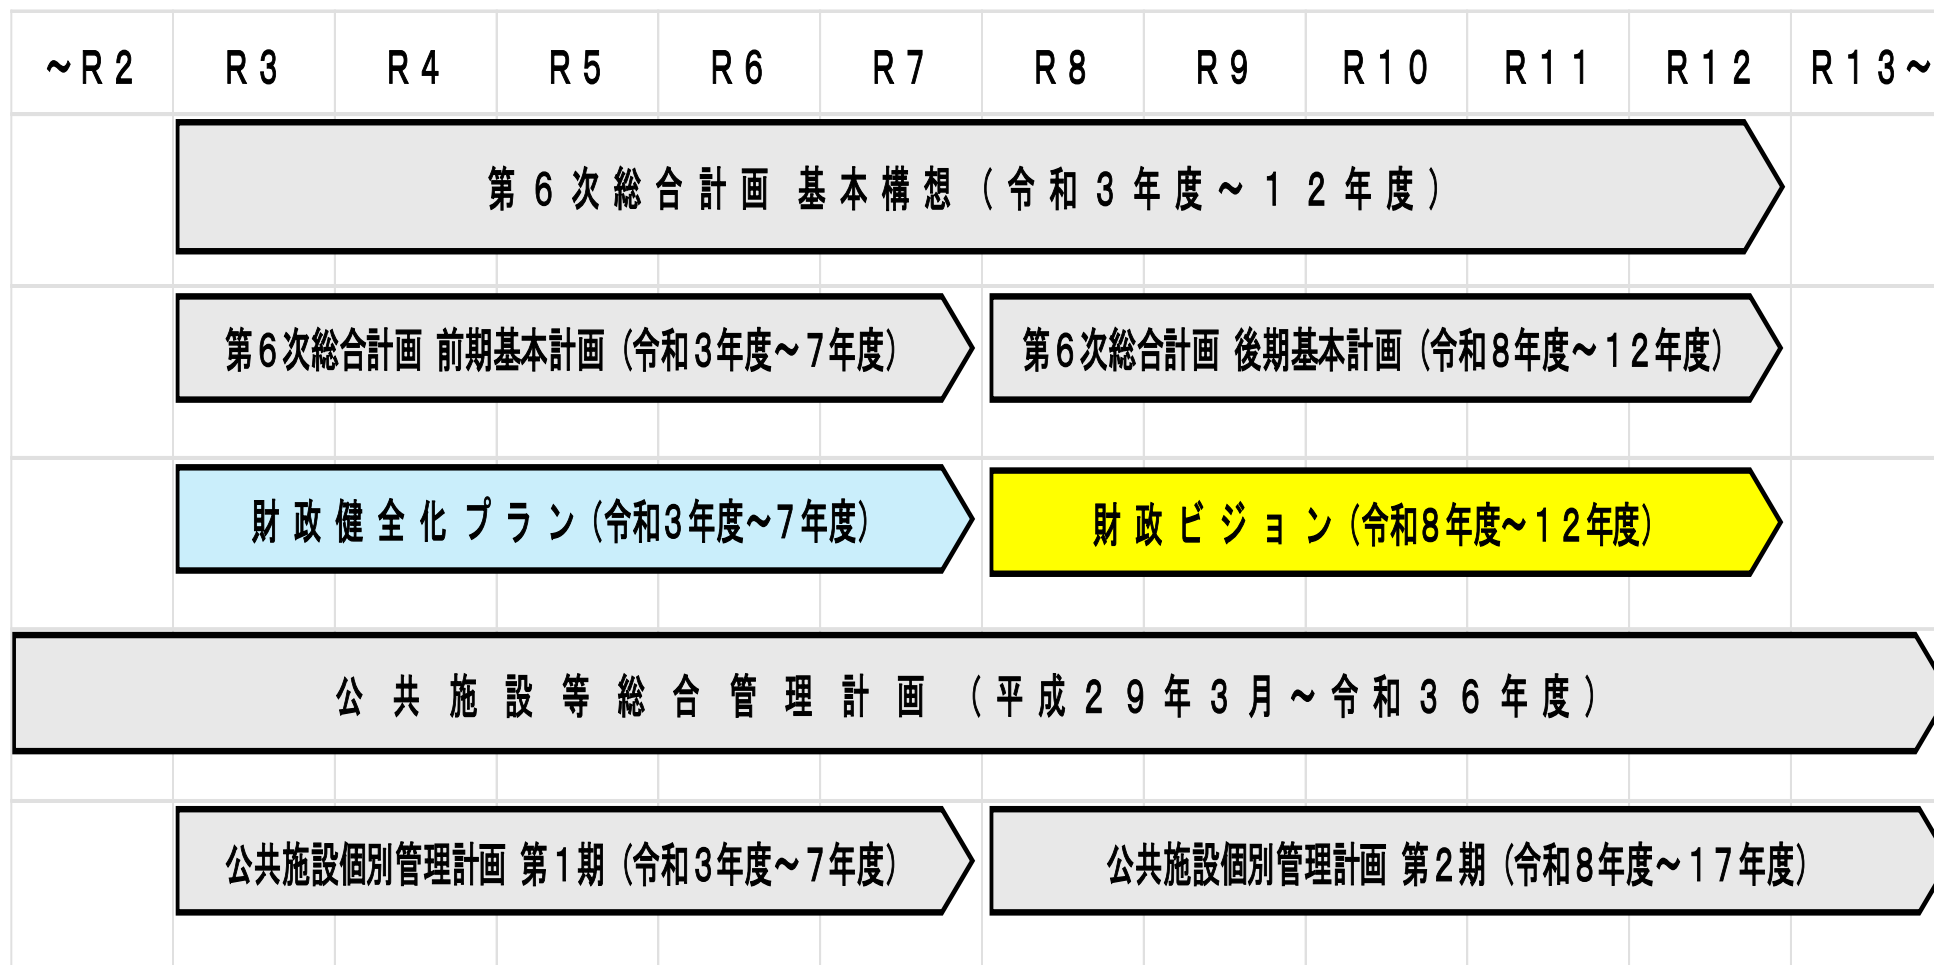 ～R2 R3 R4 R5 R6 R7 R8 R9 R10 R11 R12 R13～
第6次総合計画 基本構想（令和3年度～12年度）
第6次総合計画 前期基本計画（令和3年度～7年度） 第6次総合計画 後期基本計画（令和8年度～12年度）
財政健全化プラン（令和3年度～7年度） 財政ビジョン（令和8年度～12年度）
公共施設等総合管理計画（平成29年3月～令和36年度）
公共施設個別管理計画 第1期（令和3年度～7年度） 公共施設個別管理計画 第2期（令和8年度～17年度）